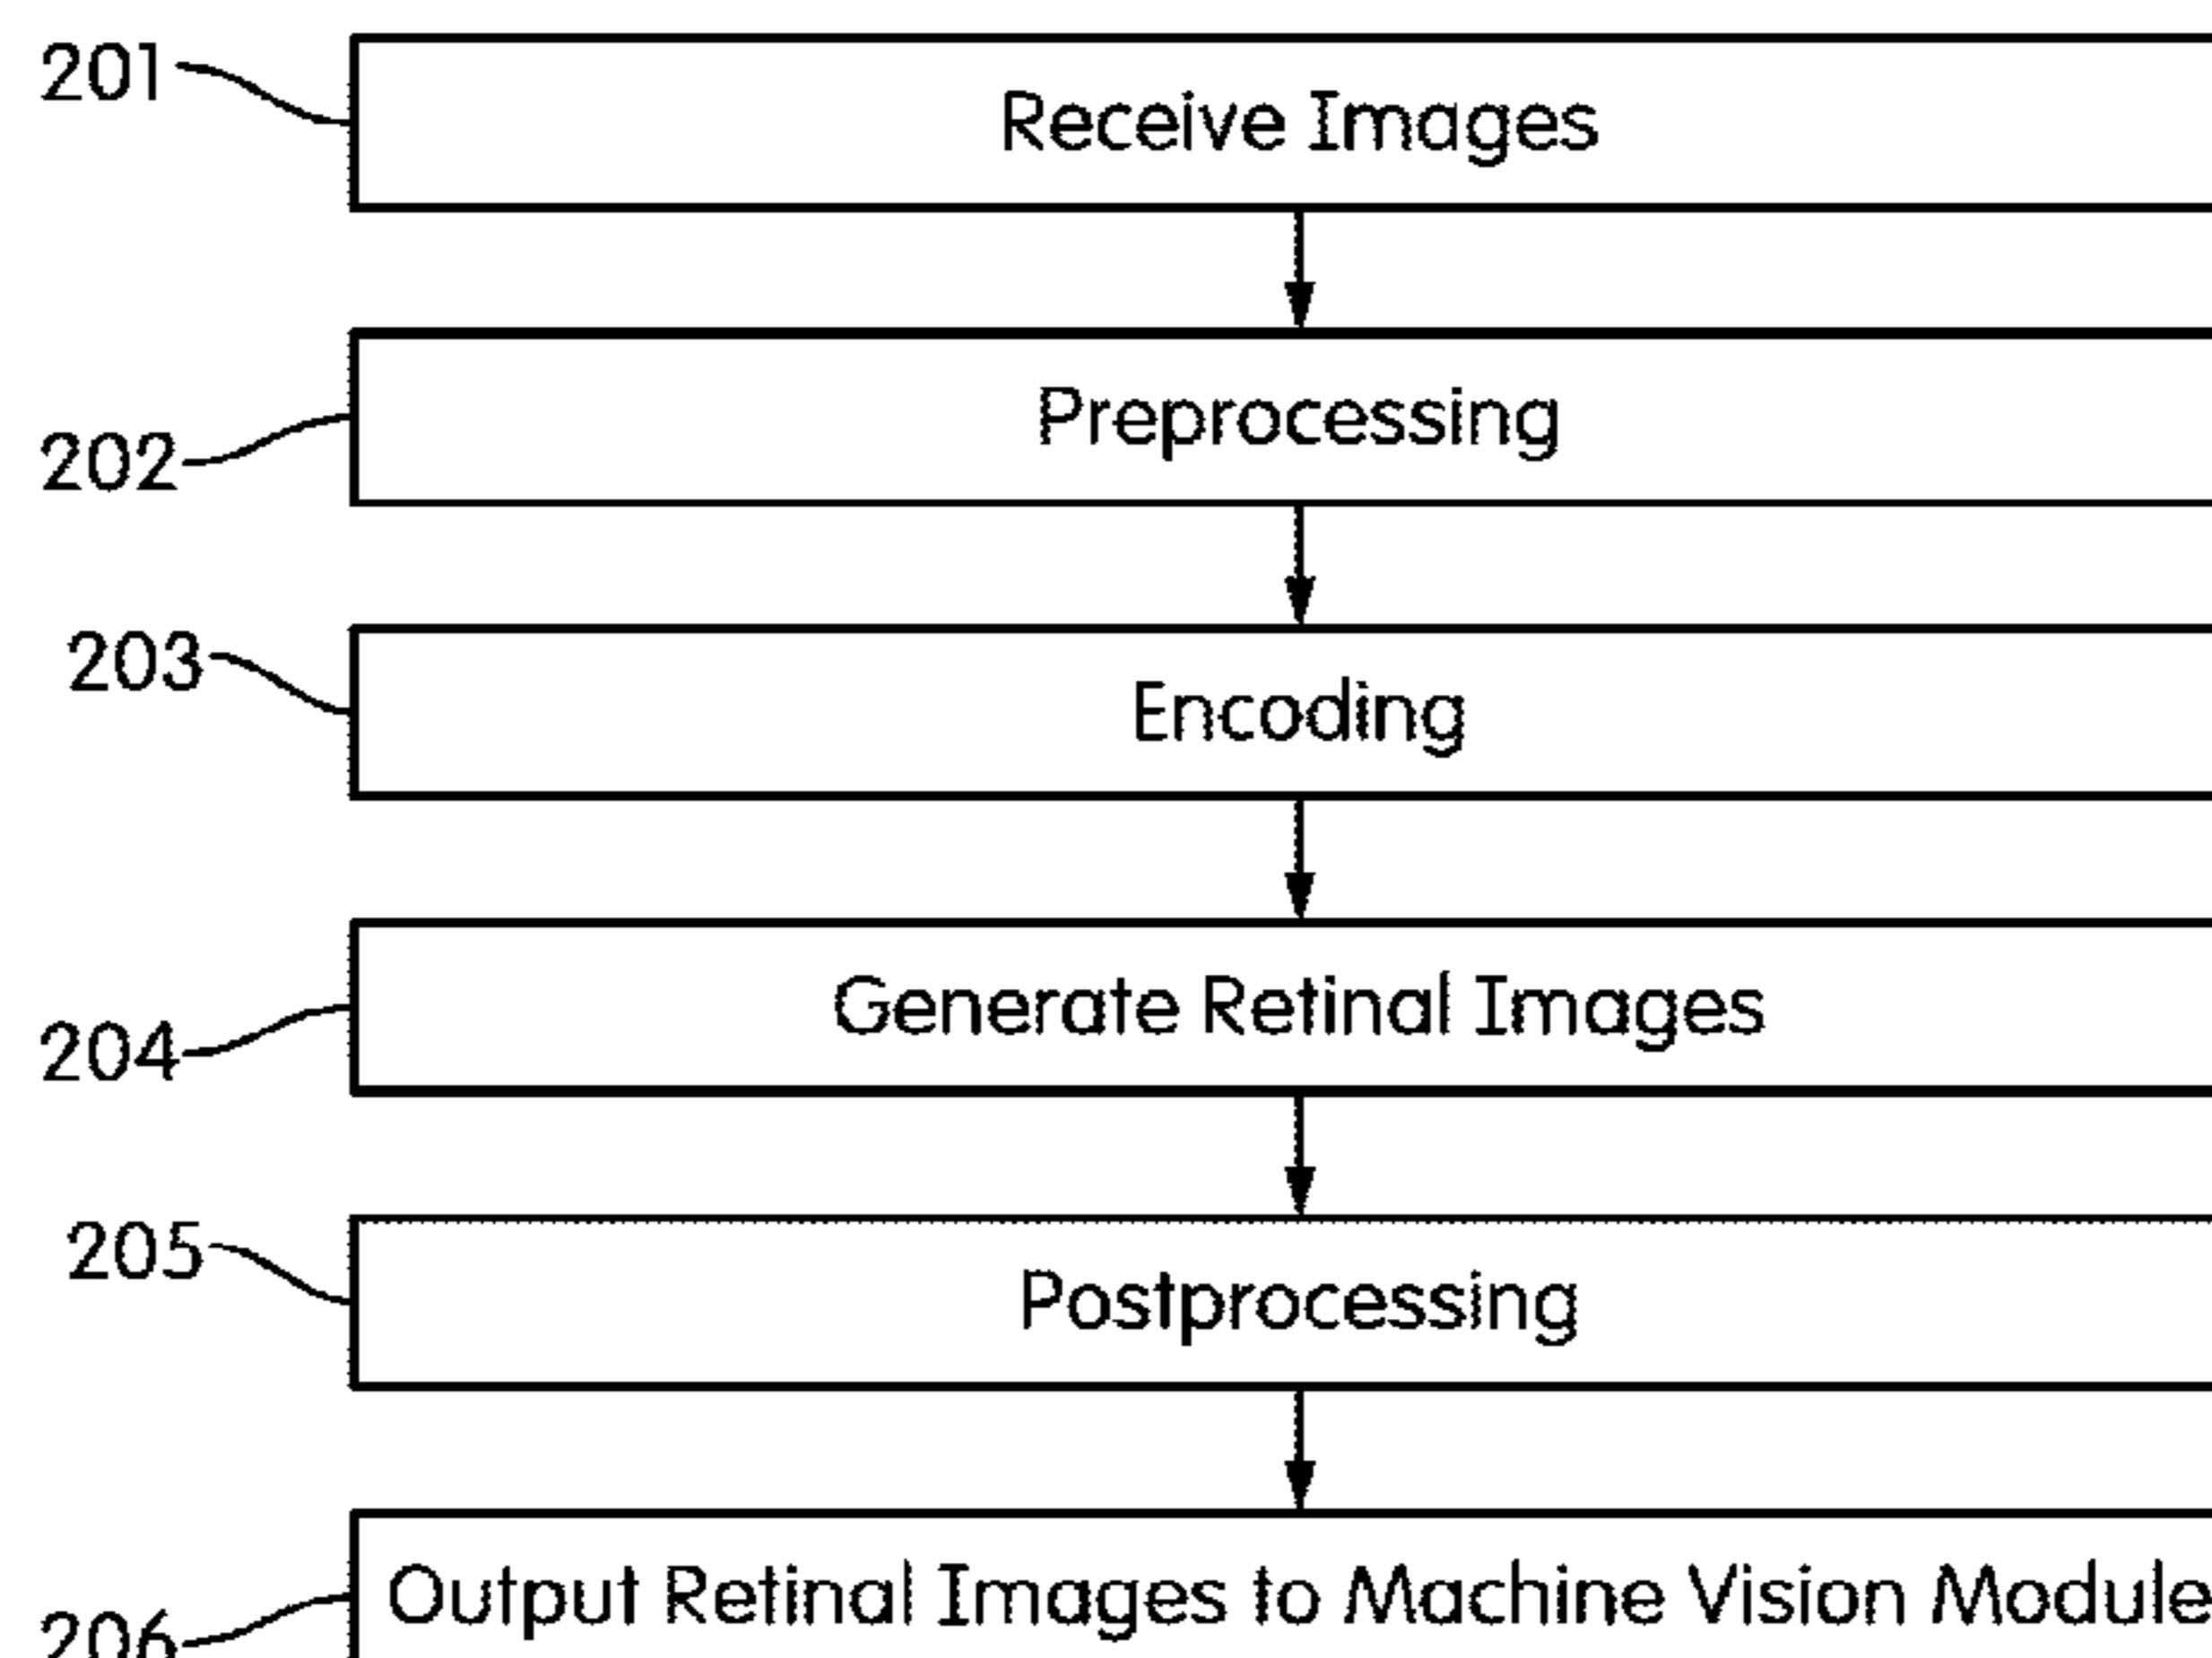 201
Receive Images
202
Preprocessing
203
Encoding
204
Generate Retinal Images
205
Postprocessing
206
Output Retinal Images to Machine Vision Module